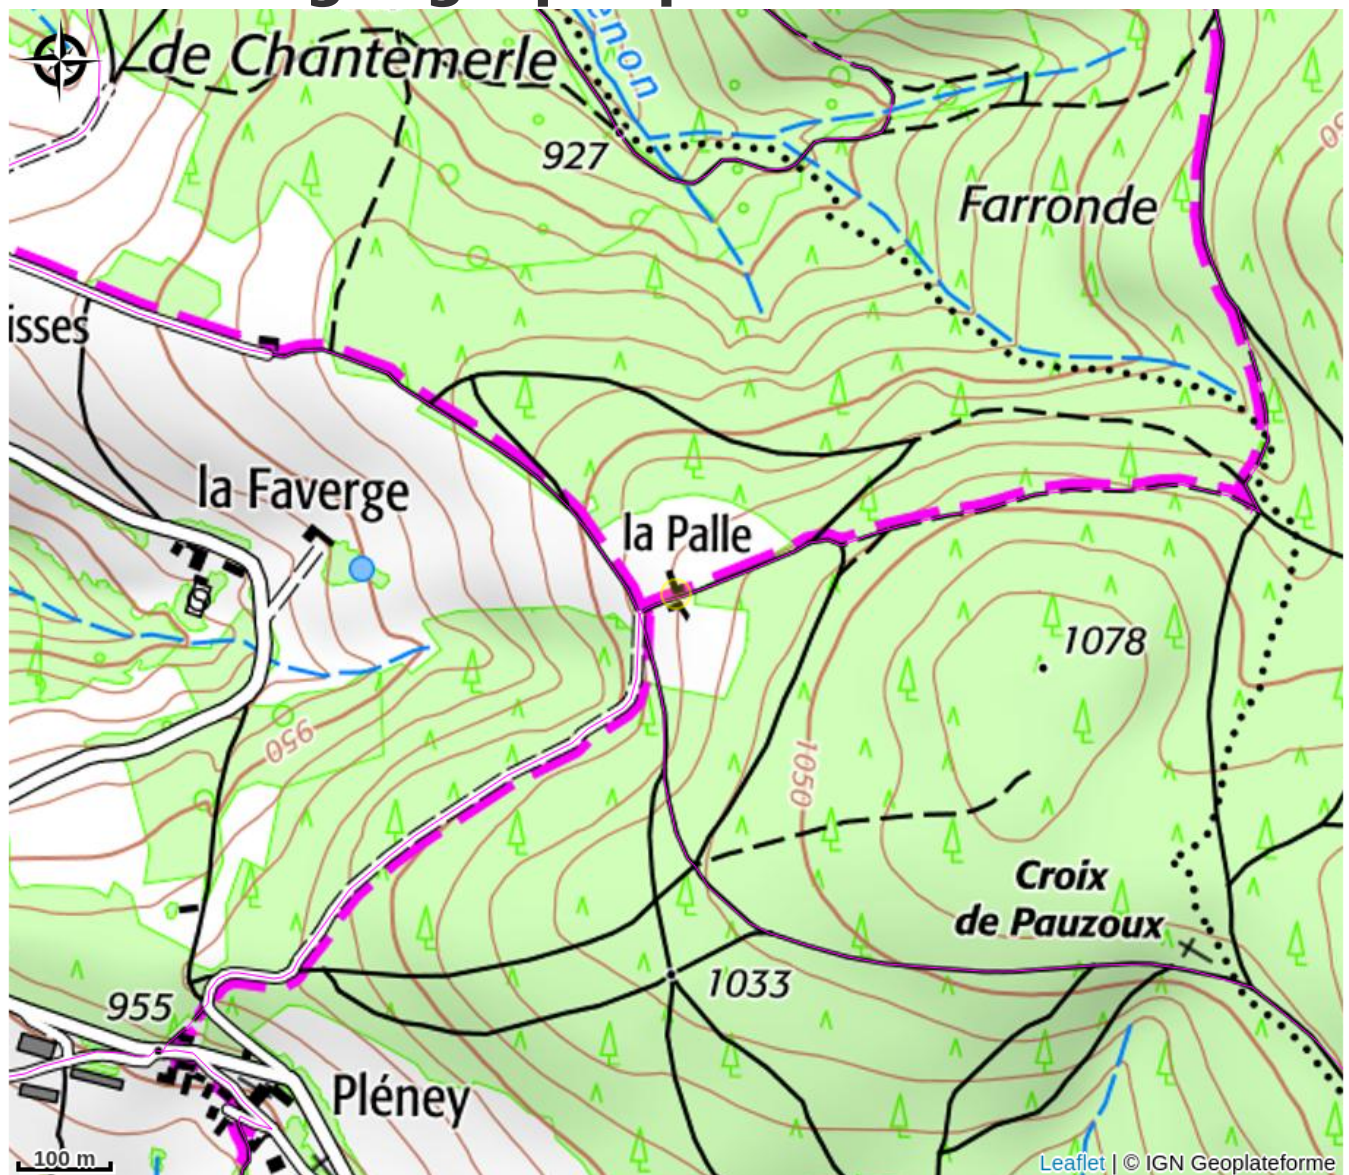 de Chantemerle
enon
927
Farronde
isses
la Faverge
la Palle
1078
950
1050
Croix
de Pauzoux
1033
955
Pléney
100 m
Leaflet | © IGN Geoplateforme